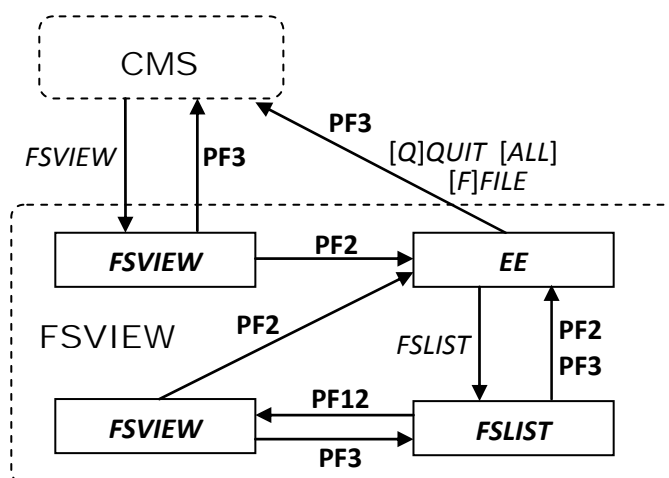 CMS
FSVIEW
PF3
PF3
[Q]QUIT [ALL]
[F]FILE
FSVIEW
PF2
EE
FSVIEW
PF2
FSLIST
PF2
PF3
FSVIEW
PF12
PF3
FSLIST